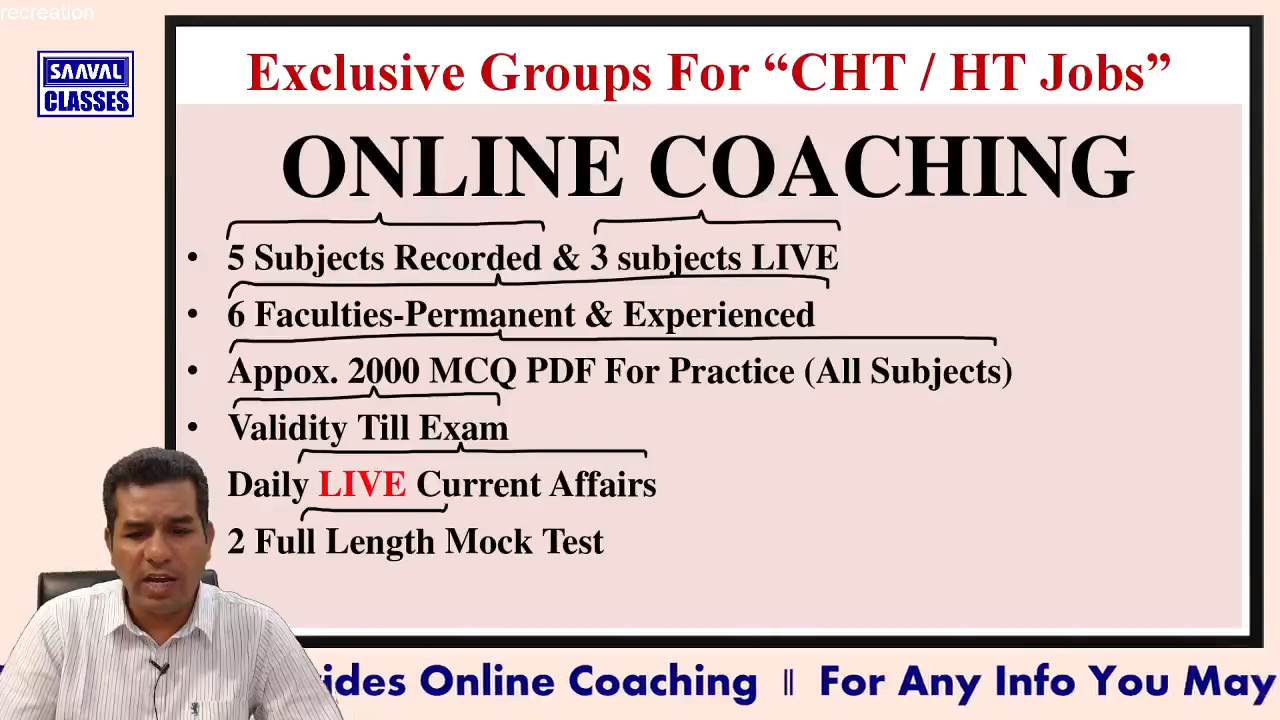 recreation
SAAVAL
CLASSES
Exclusive Groups For “CHT / HT Jobs”
ONLINE COACHING
• 5 Subjects Recorded & 3 subjects LIVE
• 6 Faculties-Permanent & Experienced
• Appox. 2000 MCQ PDF For Practice (All Subjects)
• Validity Till Exam
Daily LIVE Current Affairs
2 Full Length Mock Test
ides Online Coaching || For Any Info You May